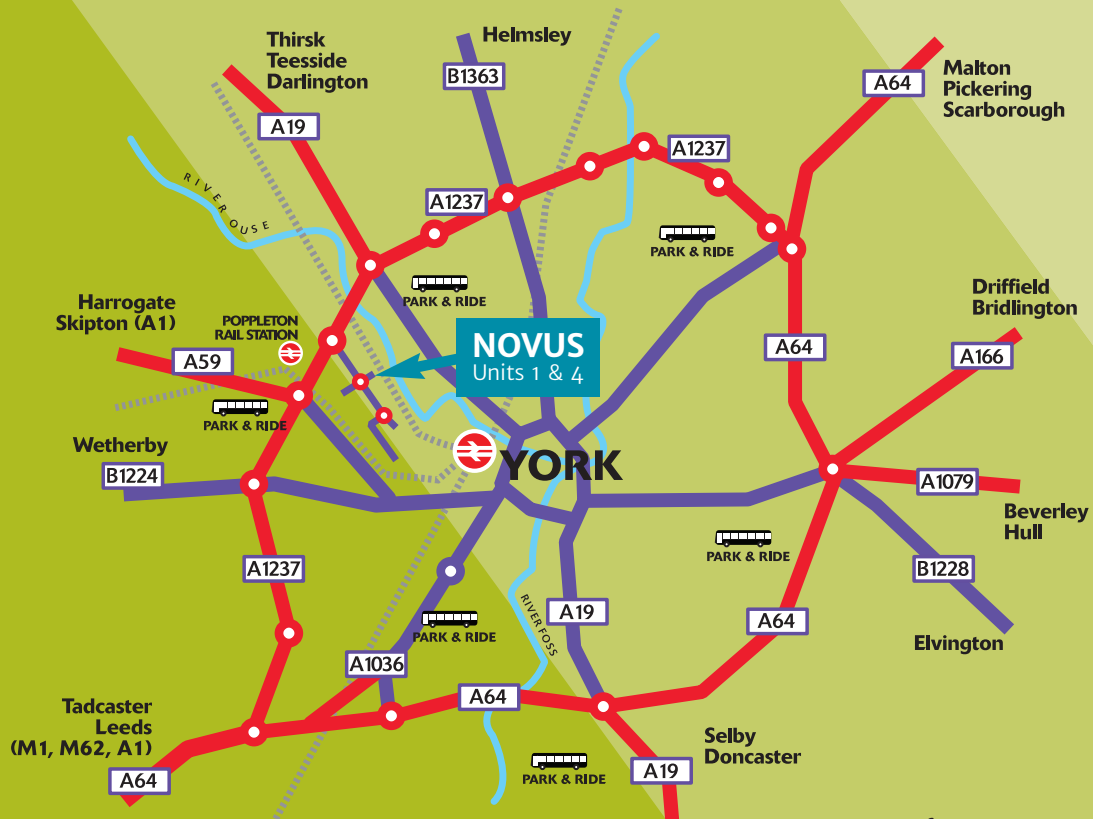 Thirsk
Teesside
Darlington
Helmsley
B1363
A64
Malton
Pickering
Scarborough
A19
A1237
RIVER OUSE
A1237
PARK & RIDE
PARK & RIDE
Harrogate
Skipton (A1)
POPPLETON
RAIL STATION
Driffield
Bridlington
NOVUS
Units 1 & 4
A64
A166
A59
PARK & RIDE
Wetherby
B1224
YORK
A1079
Beverley
Hull
PARK & RIDE
A1237
B1228
A19
RIVER FOSS
A64
PARK & RIDE
Elvington
A1036
A64
Tadcaster
Leeds
(M1, M62, A1)
A64
Selby
Doncaster
A19
PARK & RIDE